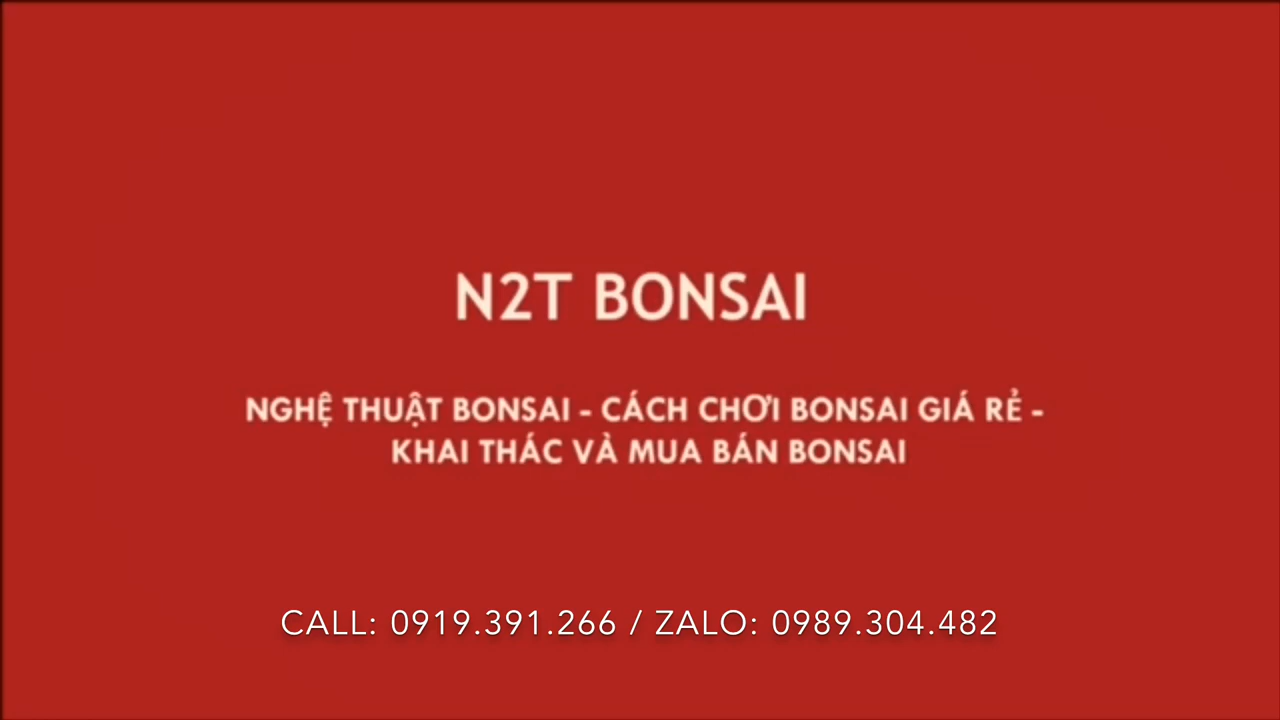 N2T BONSAI
NGHỆ THUẬT BONSAI - CÁCH CHƠI BONSAI GIÁ RẺ -
KHAI THÁC VÀ MUA BÁN BONSAI
CALL: 0919.391.266 / ZALO: 0989.304.482